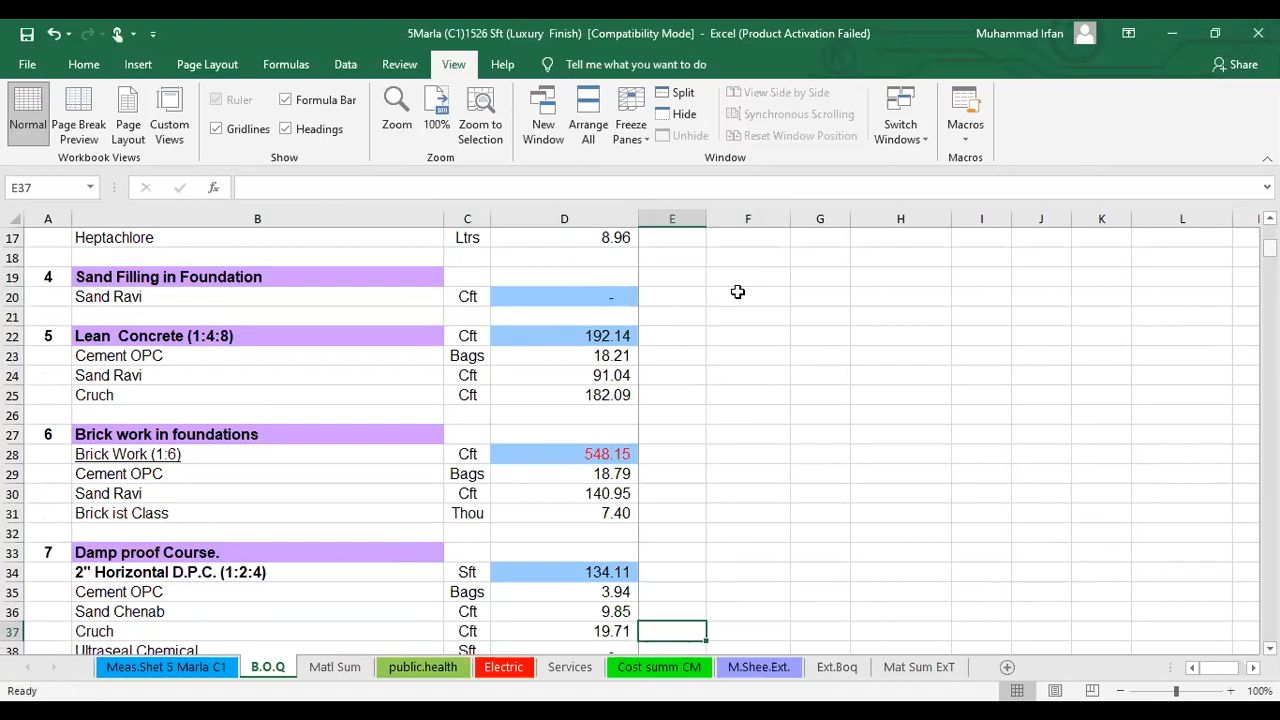 5Marla (C1)1526 Sft (Luxury Finish) [Compatibility Mode] - Excel (Product Activation Failed)
Muhammad Irfan
File Home Insert Page Layout Formulas Data Review View Help Tell me what you want to do Share
Normal
Page Break Preview
Page Layout
Custom Views
Workbook Views
Ruler
Formula Bar
Gridlines
Headings
Show
Zoom
100%
Zoom to Selection
Zoom
New Window
Arrange All
Freeze Panes
Split
Hide
Unhide
View Side by Side
Synchronous Scrolling
Reset Window Position
Window
Switch Windows
Macros
Macros
E37 fx
A B C D E F G H I J K L
17 Heptachlore Ltrs 8.96
18
19 4 Sand Filling in Foundation
20 Sand Ravi Cft -
21
22 5 Lean Concrete (1:4:8) Cft 192.14
23 Cement OPC Bags 18.21
24 Sand Ravi Cft 91.04
25 Cruch Cft 182.09
26
27 6 Brick work in foundations
28 Brick Work (1:6) Cft 548.15
29 Cement OPC Bags 18.79
30 Sand Ravi Cft 140.95
31 Brick ist Class Thou 7.40
32
33 7 Damp proof Course.
34 2" Horizontal D.P.C. (1:2:4) Sft 134.11
35 Cement OPC Bags 3.94
36 Sand Chenab Cft 9.85
37 Cruch Cft 19.71
38 Ultraseal Chemical Sft -
Meas.Shet 5 Marla C1 B.O.Q Matl Sum public.health Electric Services Cost summ CM M.Shee.Ext. Ext.Boq Mat Sum ExT
Ready 100%